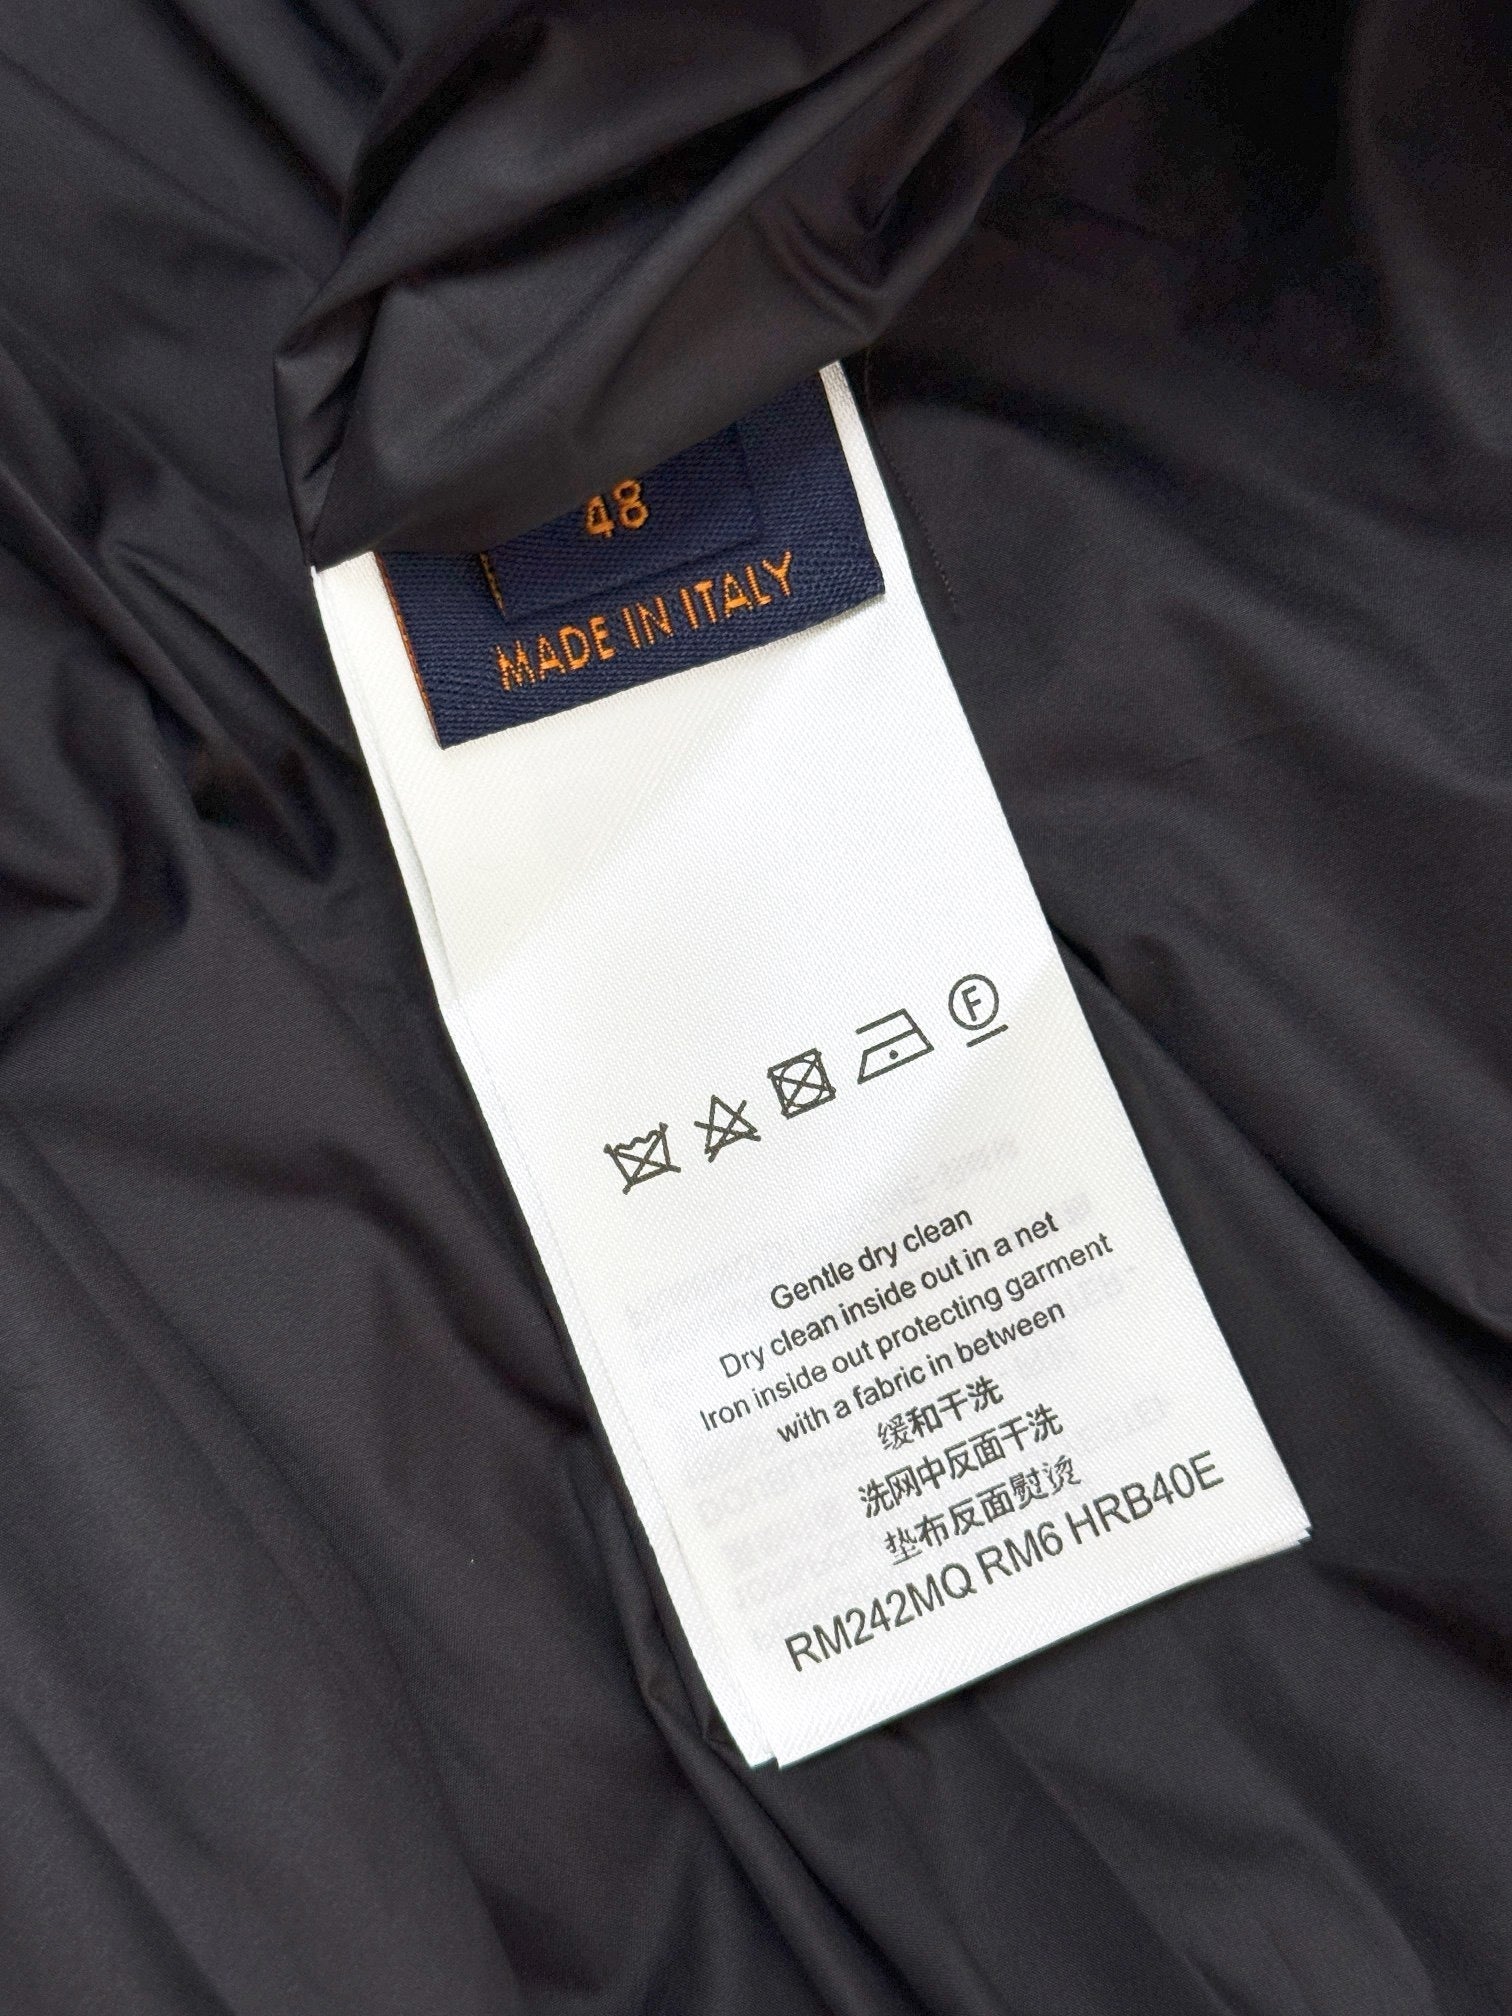 48
MADE IN ITALY
F
Gentle dry clean
Dry clean inside out in a net
Iron inside out protecting garment
with a fabric in between
缓和干洗
洗网中反面干洗
垫布反面熨烫
RM242MQ RM6 HRB40E